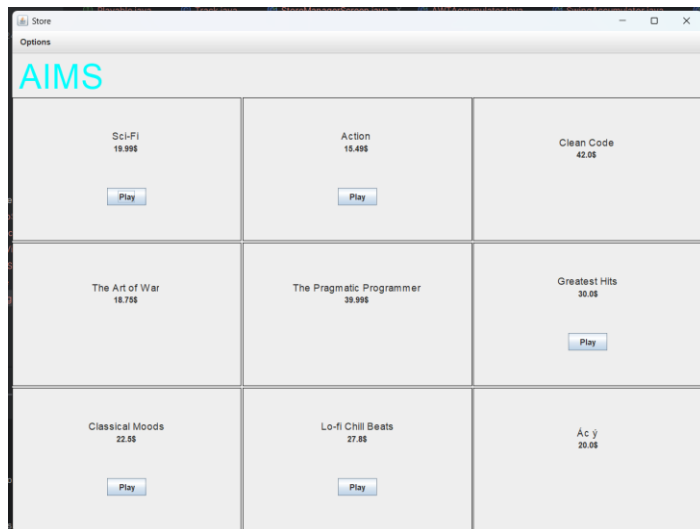 Store
Options
AIMS
Sci-Fi
19.99$
Play
Action
15.49$
Play
Clean Code
42.0$
The Art of War
18.75$
The Pragmatic Programmer
39.99$
Greatest Hits
30.0$
Play
Classical Moods
22.5$
Play
Lo-fi Chill Beats
27.8$
Play
Ác ý
20.0$